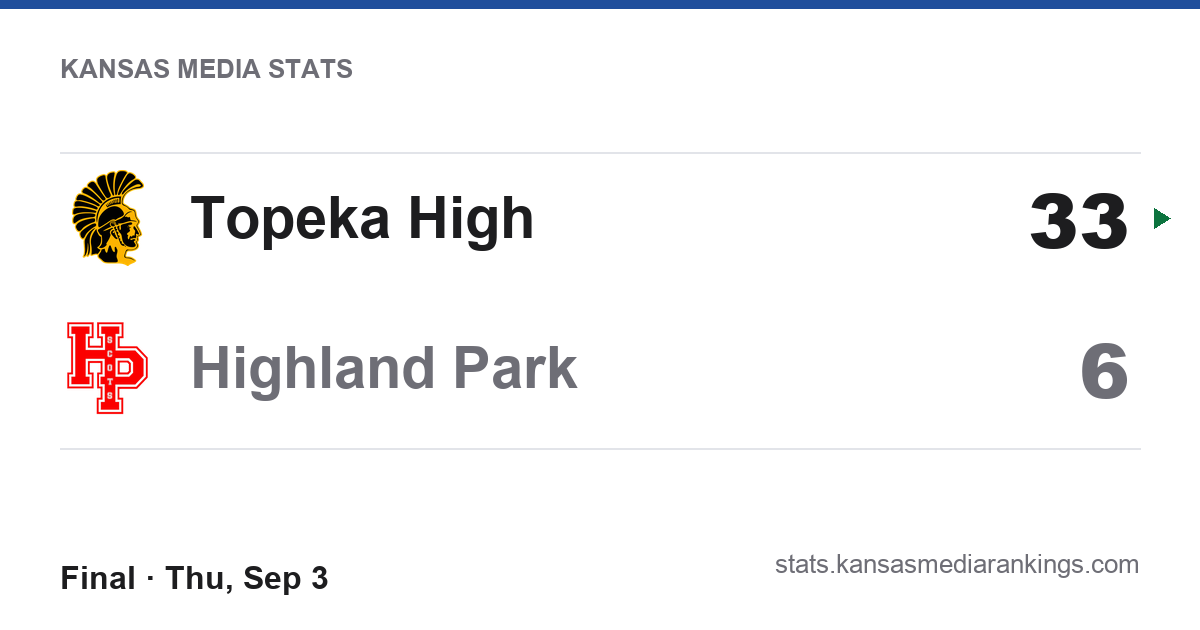 KANSAS MEDIA STATS
Topeka High 33
HP
SCOTS
Highland Park 6
Final · Thu, Sep 3
stats.kansasmediarankings.com